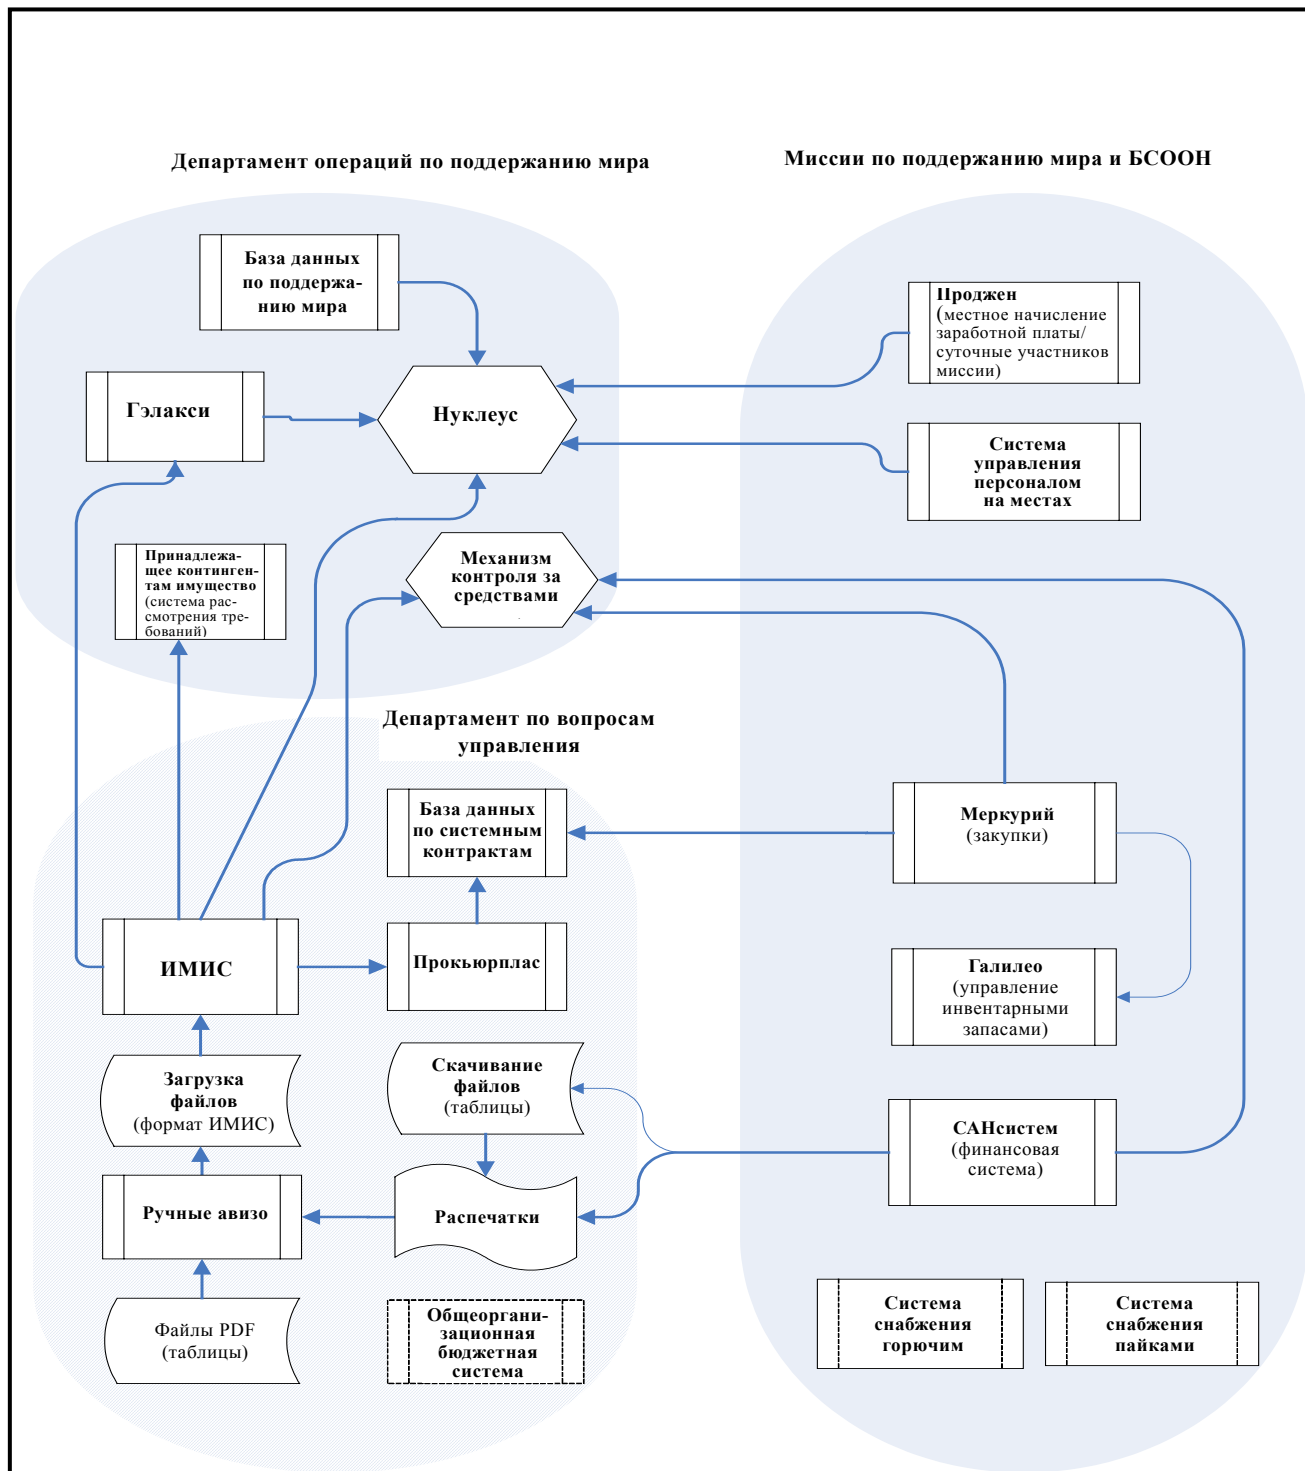 Департамент операций по поддержанию мира
Миссии по поддержанию мира и БСООН
База данных
по поддержа-
нию мира
Проджен
(местное начисление
заработной платы/
суточные участников
миссии)
Гэлакси
Нуклеус
Система
управления
персоналом
на местах
Принадлежа-
щее континген-
там имущество
(система рас-
смотрения тре-
бований)
Механизм
контроля за
средствами
Департамент по вопросам
управления
База данных
по системным
контрактам
Меркурий
(закупки)
ИМИС
Прокьюрплас
Галилео
(управление
инвентарными
запасами)
Загрузка
файлов
(формат ИМИС)
Скачивание
файлов
(таблицы)
САНсистем
(финансовая
система)
Ручные авизо
Распечатки
Файлы PDF
(таблицы)
Общеоргани-
зационная
бюджетная
система
Система
снабжения
горючим
Система
снабжения
пайками